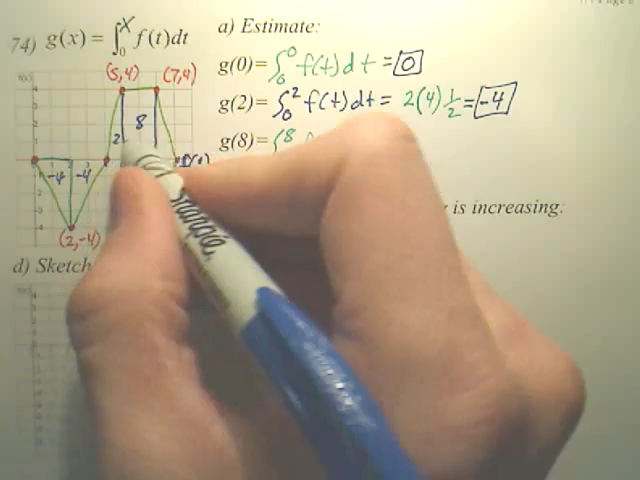 74) g(x) = ∫₀ˣ f(t)dt
a) Estimate:
(5,4) (7,4)
g(0)= ∫₀⁰ f(t)dt = 0
g(2)= ∫₀² f(t)dt = 2(4)½ = -4
g(8)= ∫⁸
2 8
-4 -4
(2,-4)
is increasing:
d) Sketch
Sharpie